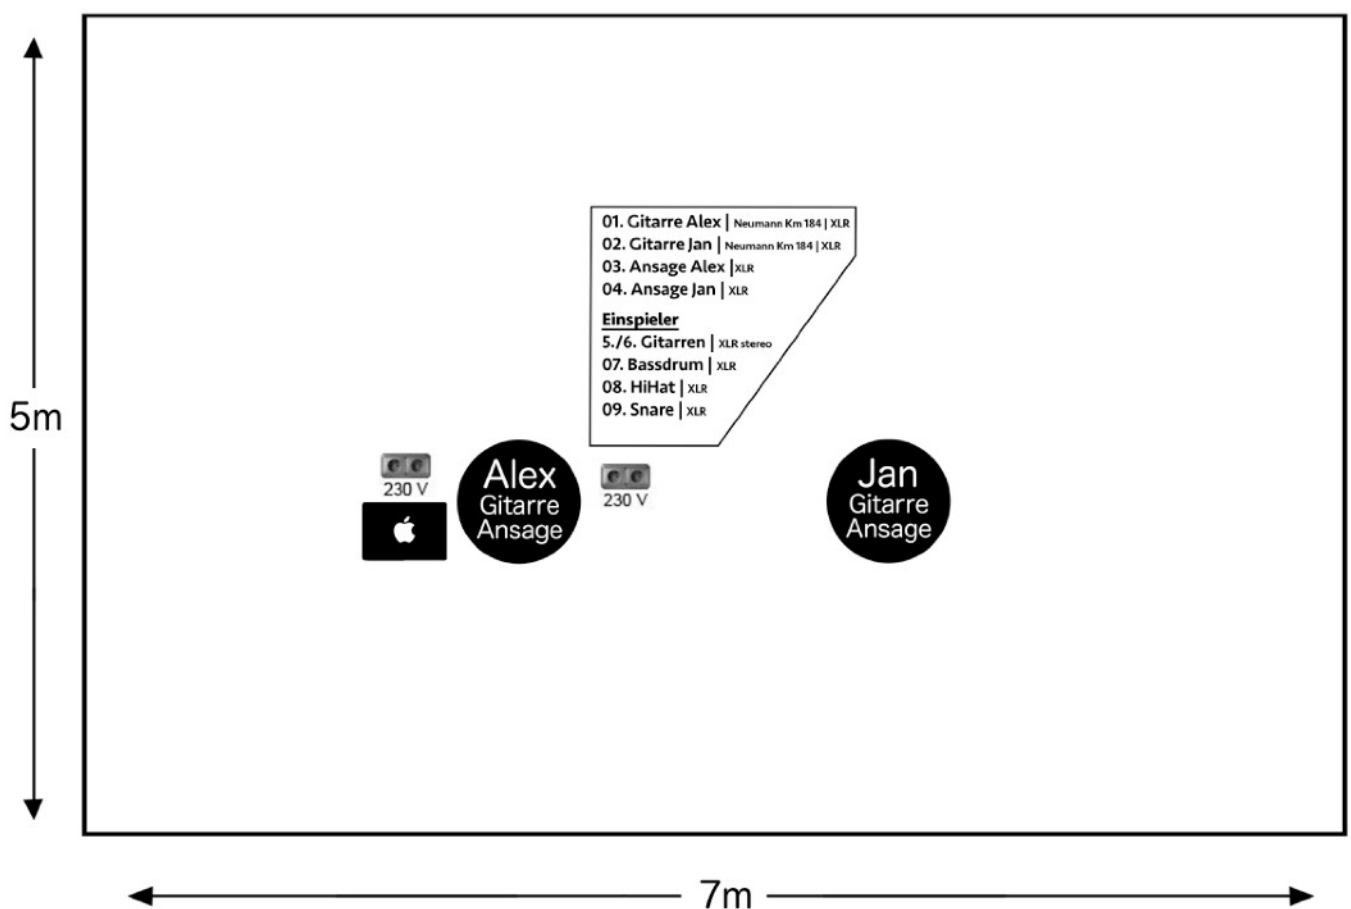 01. Gitarre Alex | Neumann Km 184 | XLR
02. Gitarre Jan | Neumann Km 184 | XLR
03. Ansage Alex |XLR
04. Ansage Jan | XLR
Einspieler
5./6. Gitarren | XLR stereo
07. Bassdrum | XLR
08. HiHat | XLR
09. Snare | XLR
5m
230 V
Alex
Gitarre
Ansage
230 V
Jan
Gitarre
Ansage
7m